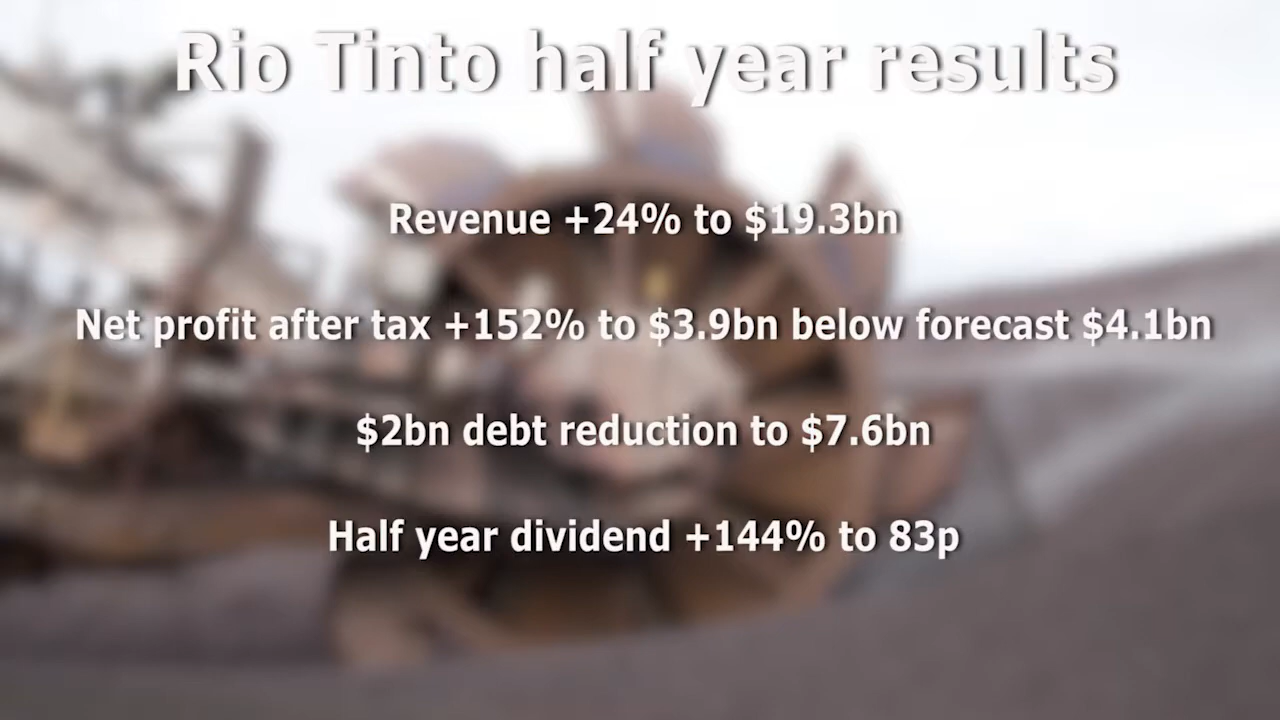 Rio Tinto half year results
Revenue +24% to $19.3bn
Net profit after tax +152% to $3.9bn below forecast $4.1bn
$2bn debt reduction to $7.6bn
Half year dividend +144% to 83p